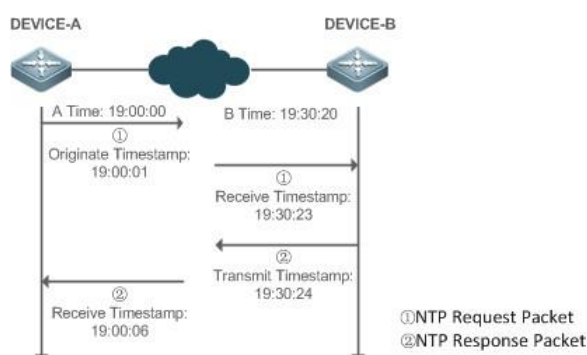 DEVICE-A
DEVICE-B
A Time: 19:00:00
B Time: 19:30:20
①
Originate Timestamp:
19:00:01
①
Receive Timestamp:
19:30:23
②
Transmit Timestamp:
19:30:24
②
Receive Timestamp:
19:00:06
①NTP Request Packet
②NTP Response Packet